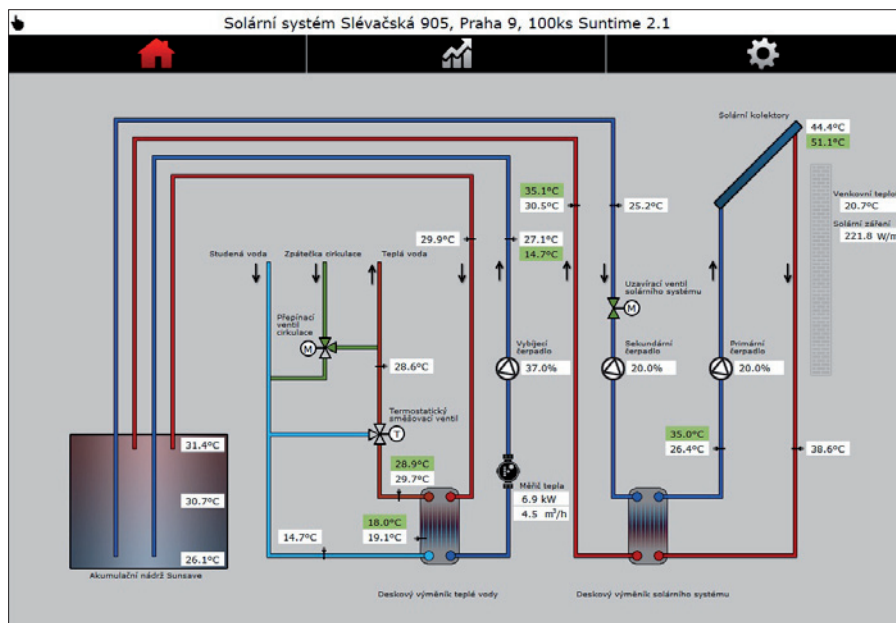 Solární systém Slévačská 905, Praha 9, 100ks Suntime 2.1
Solární kolektory
44.4°C
51.1°C
35.1°C
30.5°C
25.2°C
Venkovní
20.7°C
29.9°C
27.1°C
14.7°C
Solární záření
221.8 W/m
Studená voda
Zpátečka cirkulace
Teplá voda
Uzavírací ventil
solárního systému
M
Přepínací
ventil
cirkulace
M
Vybíjecí
čerpadlo
37.0%
Sekundární
čerpadlo
20.0%
Primární
čerpadlo
20.0%
28.6°C
Termostatický
směšovací ventil
T
35.0°C
26.4°C
38.6°C
31.4°C
30.7°C
26.1°C
28.9°C
29.7°C
Měřič tepla
6.9 kW
4.5 m³/h
18.0°C
19.1°C
14.7°C
Akumulační nádrž Sunsave
Deskový výměník teplé vody
Deskový výměník solárního systému